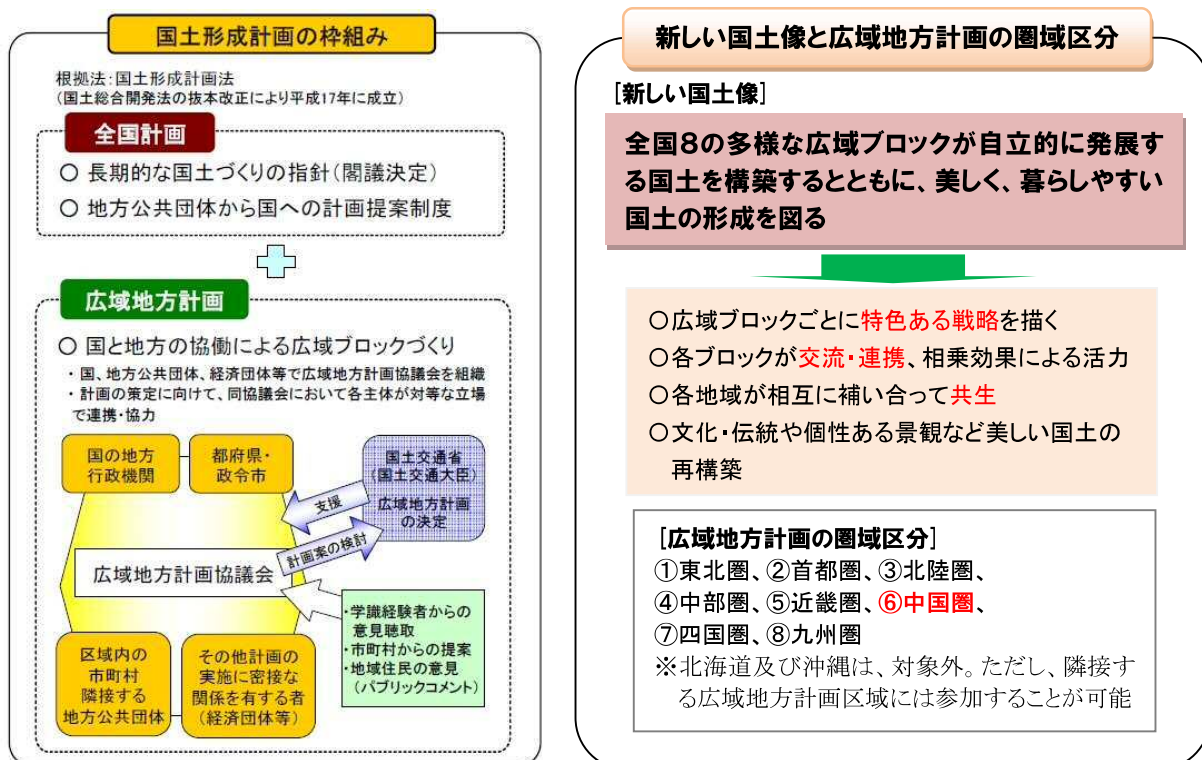 国土形成計画の枠組み
根拠法:国土形成計画法
(国土総合開発法の抜本改正により平成17年に成立)
全国計画
○ 長期的な国土づくりの指針(閣議決定)
○ 地方公共団体から国への計画提案制度
広域地方計画
○ 国と地方の協働による広域ブロックづくり
・国、地方公共団体、経済団体等で広域地方計画協議会を組織
・計画の策定に向けて、同協議会において各主体が対等な立場
で連携・協力
国の地方
行政機関
都府県・
政令市
国土交通省
(国土交通大臣)
広域地方計画
の決定
支援
計画案の検討
広域地方計画協議会
・学識経験者からの
意見聴取
・市町村からの提案
・地域住民の意見
(パブリックコメント)
区域内の
市町村
隣接する
地方公共団体
その他計画の
実施に密接な
関係を有する者
(経済団体等)
新しい国土像と広域地方計画の圏域区分
[新しい国土像]
全国8の多様な広域ブロックが自立的に発展す
る国土を構築するとともに、美しく、暮らしやすい
国土の形成を図る
○広域ブロックごとに特色ある戦略を描く
○各ブロックが交流・連携、相乗効果による活力
○各地域が相互に補い合って共生
○文化・伝統や個性ある景観など美しい国土の
再構築
[広域地方計画の圏域区分]
①東北圏、②首都圏、③北陸圏、
④中部圏、⑤近畿圏、⑥中国圏、
⑦四国圏、⑧九州圏
※北海道及び沖縄は、対象外。ただし、隣接す
る広域地方計画区域には参加することが可能